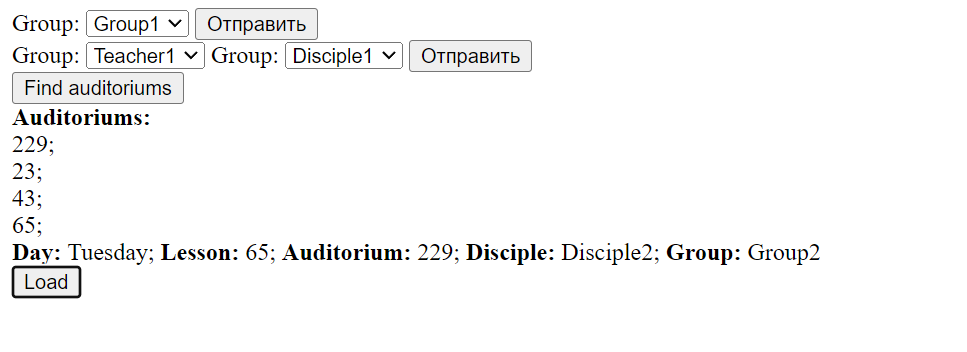 Group: Group1 Отправить
Group: Teacher1 Group: Disciple1 Отправить
Find auditoriums
Auditoriums:
229;
23;
43;
65;
Day: Tuesday; Lesson: 65; Auditorium: 229; Disciple: Disciple2; Group: Group2
Load